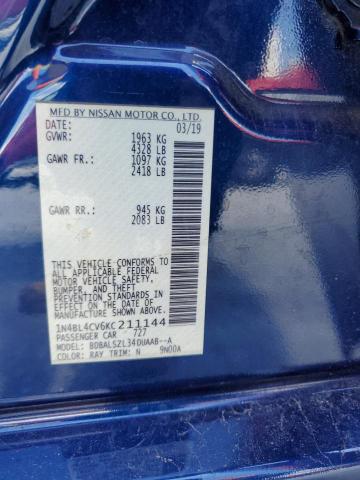 MFD BY NISSAN MOTOR CO., LTD.
DATE: 03/19
GVWR: 1963 KG
4328 LB
GAWR FR.: 1097 KG
2418 LB
GAWR RR.: 945 KG
2083 LB
THIS VEHICLE CONFORMS TO
ALL APPLICABLE FEDERAL
MOTOR VEHICLE SAFETY,
BUMPER, AND THEFT
PREVENTION STANDARDS IN
EFFECT ON THE DATE OF
MANUFACTURE SHOWN ABOVE.
1N4BL4CV6KC211144
PASSENGER CAR 727
MODEL: BDBALSZL34DUAAB--A
COLOR: RAY TRIM: N 9N00A